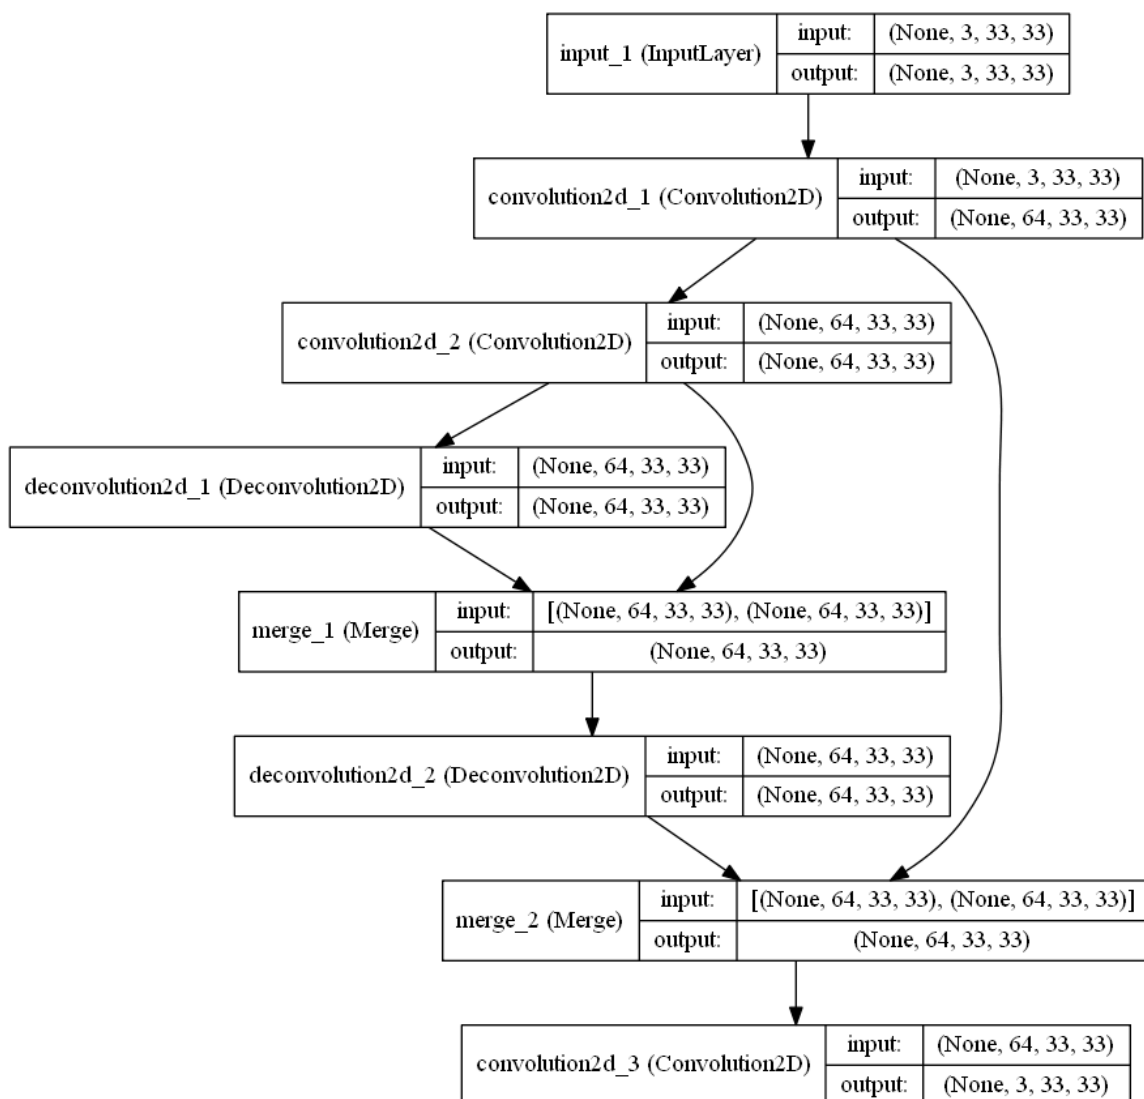 input_1 (InputLayer)
input: (None, 3, 33, 33)
output: (None, 3, 33, 33)
convolution2d_1 (Convolution2D)
input: (None, 3, 33, 33)
output: (None, 64, 33, 33)
convolution2d_2 (Convolution2D)
input: (None, 64, 33, 33)
output: (None, 64, 33, 33)
deconvolution2d_1 (Deconvolution2D)
input: (None, 64, 33, 33)
output: (None, 64, 33, 33)
merge_1 (Merge)
input: [(None, 64, 33, 33), (None, 64, 33, 33)]
output: (None, 64, 33, 33)
deconvolution2d_2 (Deconvolution2D)
input: (None, 64, 33, 33)
output: (None, 64, 33, 33)
merge_2 (Merge)
input: [(None, 64, 33, 33), (None, 64, 33, 33)]
output: (None, 64, 33, 33)
convolution2d_3 (Convolution2D)
input: (None, 64, 33, 33)
output: (None, 3, 33, 33)